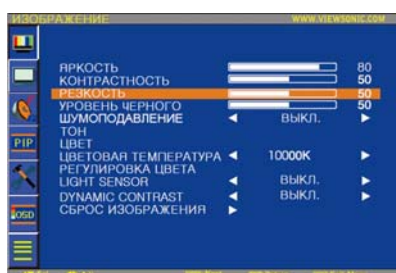 ИЗОБРАЖЕНИЕ WWW.VIEWSONIC.COM
ЯРКОСТЬ 80
КОНТРАСТНОСТЬ 50
РЕЗКОСТЬ 50
УРОВЕНЬ ЧЕРНОГО 50
ШУМОПОДАВЛЕНИЕ ВЫКЛ.
ТОН
ЦВЕТ
ЦВЕТОВАЯ ТЕМПЕРАТУРА 10000K
РЕГУЛИРОВКА ЦВЕТА
LIGHT SENSOR ВЫКЛ.
PIP
DYNAMIC CONTRAST ВЫКЛ.
СБРОС ИЗОБРАЖЕНИЯ
OSD